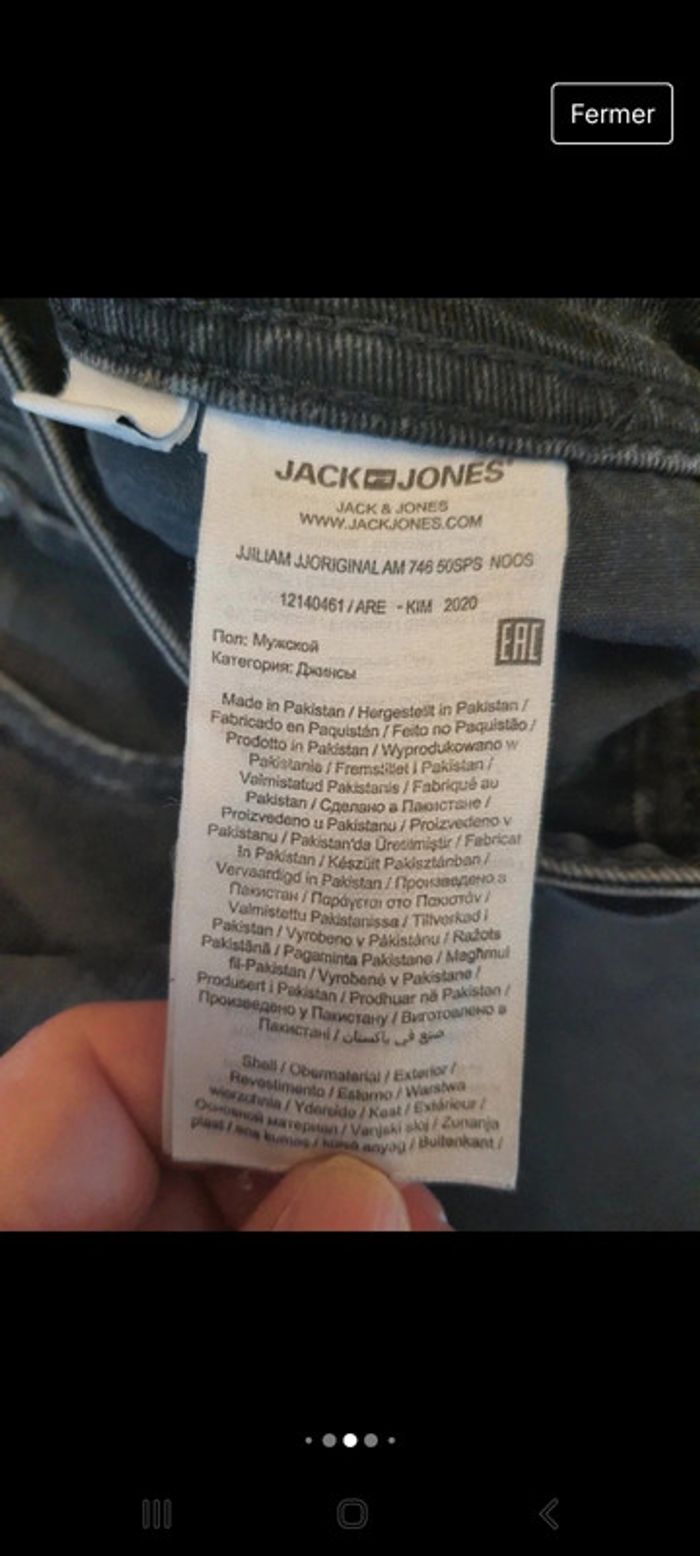 Fermer
JACK JONES
JACK & JONES
WWW.JACKJONES.COM
JJILIAM JJORIGINAL AM 746 50SPS NOOS
12140461 / ARE - KIM 2020
EAC
Пол: Мужской
Категория: Джинсы
Made in Pakistan / Hergestellt in Pakistan /
Fabricado en Paquistán / Feito no Paquistão /
Prodotto in Pakistan / Wyprodukowano w
Pakistanie / Fremstillet i Pakistan /
Valmistatud Pakistanis / Fabriqué au
Pakistan / Сделано в Пакистане /
Proizvedeno u Pakistanu / Proizvedeno v
Pakistanu / Pakistan'da Üretilmiştir / Fabricat
în Pakistan / Készült Pakisztánban /
Vervaardigd in Pakistan / Произведено в
Пакистан / Παράγεται στο Πακιστάν /
Valmistettu Pakistanissa / Tillverkad i
Pakistan / Vyrobeno v Pákistánu / Ražots
Pakistānā / Pagaminta Pakistane / Magħmul
fil-Pakistan / Vyrobené v Pakistane /
Produsert i Pakistan / Prodhuar në Pakistan /
Произведено у Пакистану / Виготовлено в
Пакистані / صنع في باكستان
Shell / Obermaterial / Exterior /
Revestimento / Esterno / Warstwa
wierzchnia / Yderside / Kest / Extérieur /
Основной материал / Vanjski sloj / Zunanja
plast / ana kumaş / külső anyag / Buitenkant /